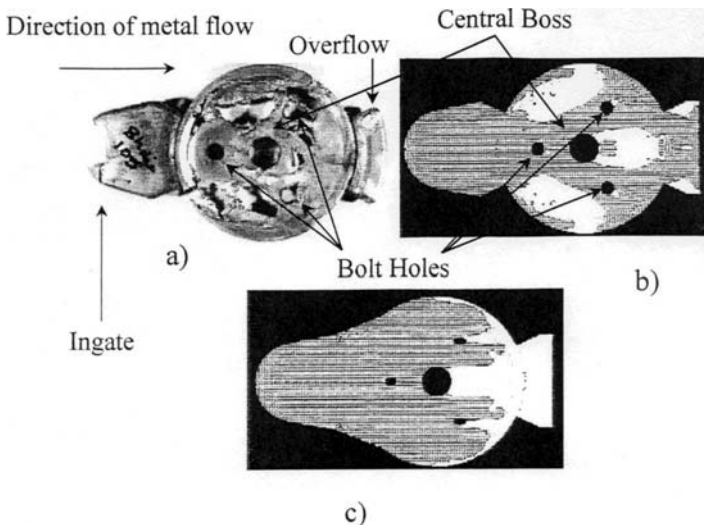 Direction of metal flow
Overflow
Central Boss
a)
Bolt Holes
b)
Ingate
c)